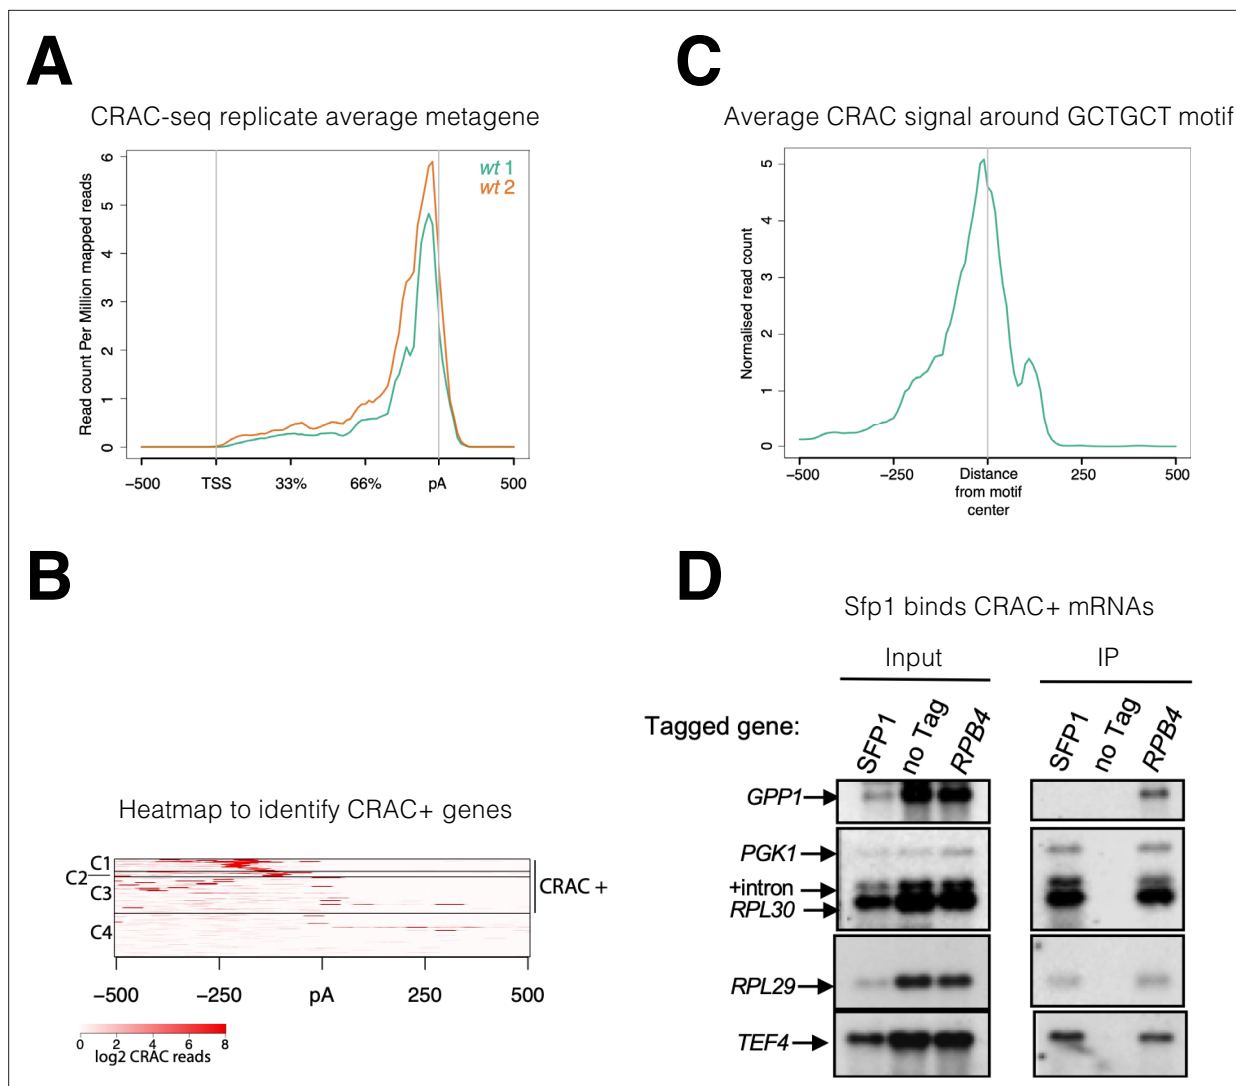 A
CRAC-seq replicate average metagene
Read count Per Million mapped reads
6
5
4
3
2
1
0
wt 1
wt 2
−500
TSS
33%
66%
pA
500
B
Heatmap to identify CRAC+ genes
C1
C2
C3
C4
CRAC +
−500
−250
pA
250
500
0
2
4
6
8
log2 CRAC reads
C
Average CRAC signal around GCTGCT motif
Normalised read count
5
4
3
2
1
0
−500
−250
Distance
from motif
center
250
500
D
Sfp1 binds CRAC+ mRNAs
Input
IP
Tagged gene:
SFP1
no Tag
RPB4
SFP1
no Tag
RPB4
GPP1
PGK1
+intron
RPL30
RPL29
TEF4